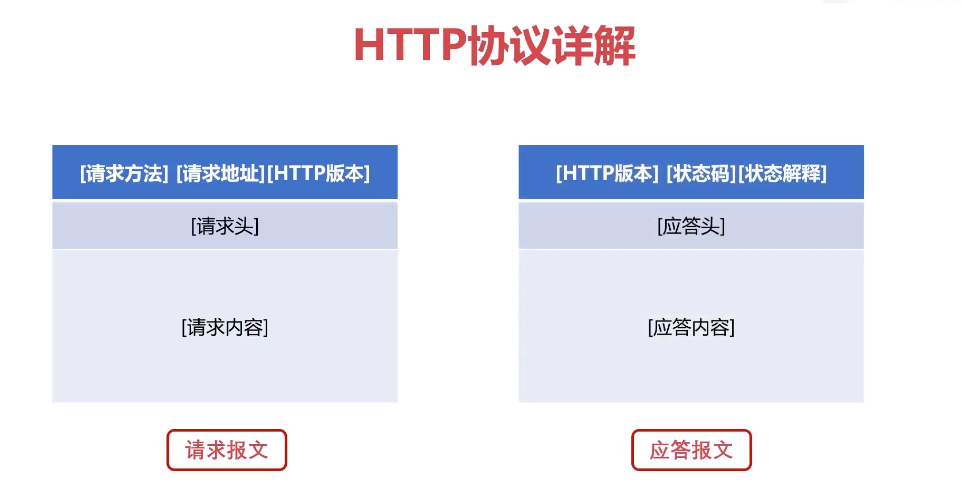 HTTP协议详解
[请求方法] [请求地址][HTTP版本]
[请求头]
[请求内容]
请求报文
[HTTP版本] [状态码][状态解释]
[应答头]
[应答内容]
应答报文